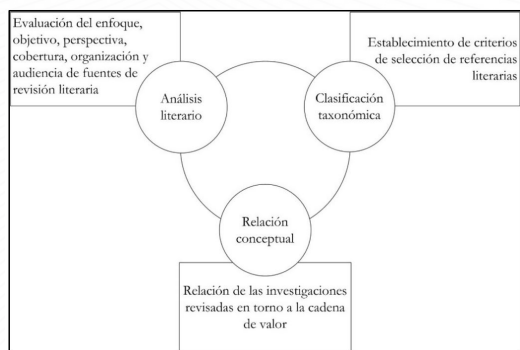 Evaluación del enfoque,
objetivo, perspectiva,
cobertura, organización y
audiencia de fuentes de
revisión literaria
Establecimiento de criterios
de selección de referencias
literarias
Análisis
literario
Clasificación
taxonómica
Relación
conceptual
Relación de las investigaciones
revisadas en torno a la cadena
de valor